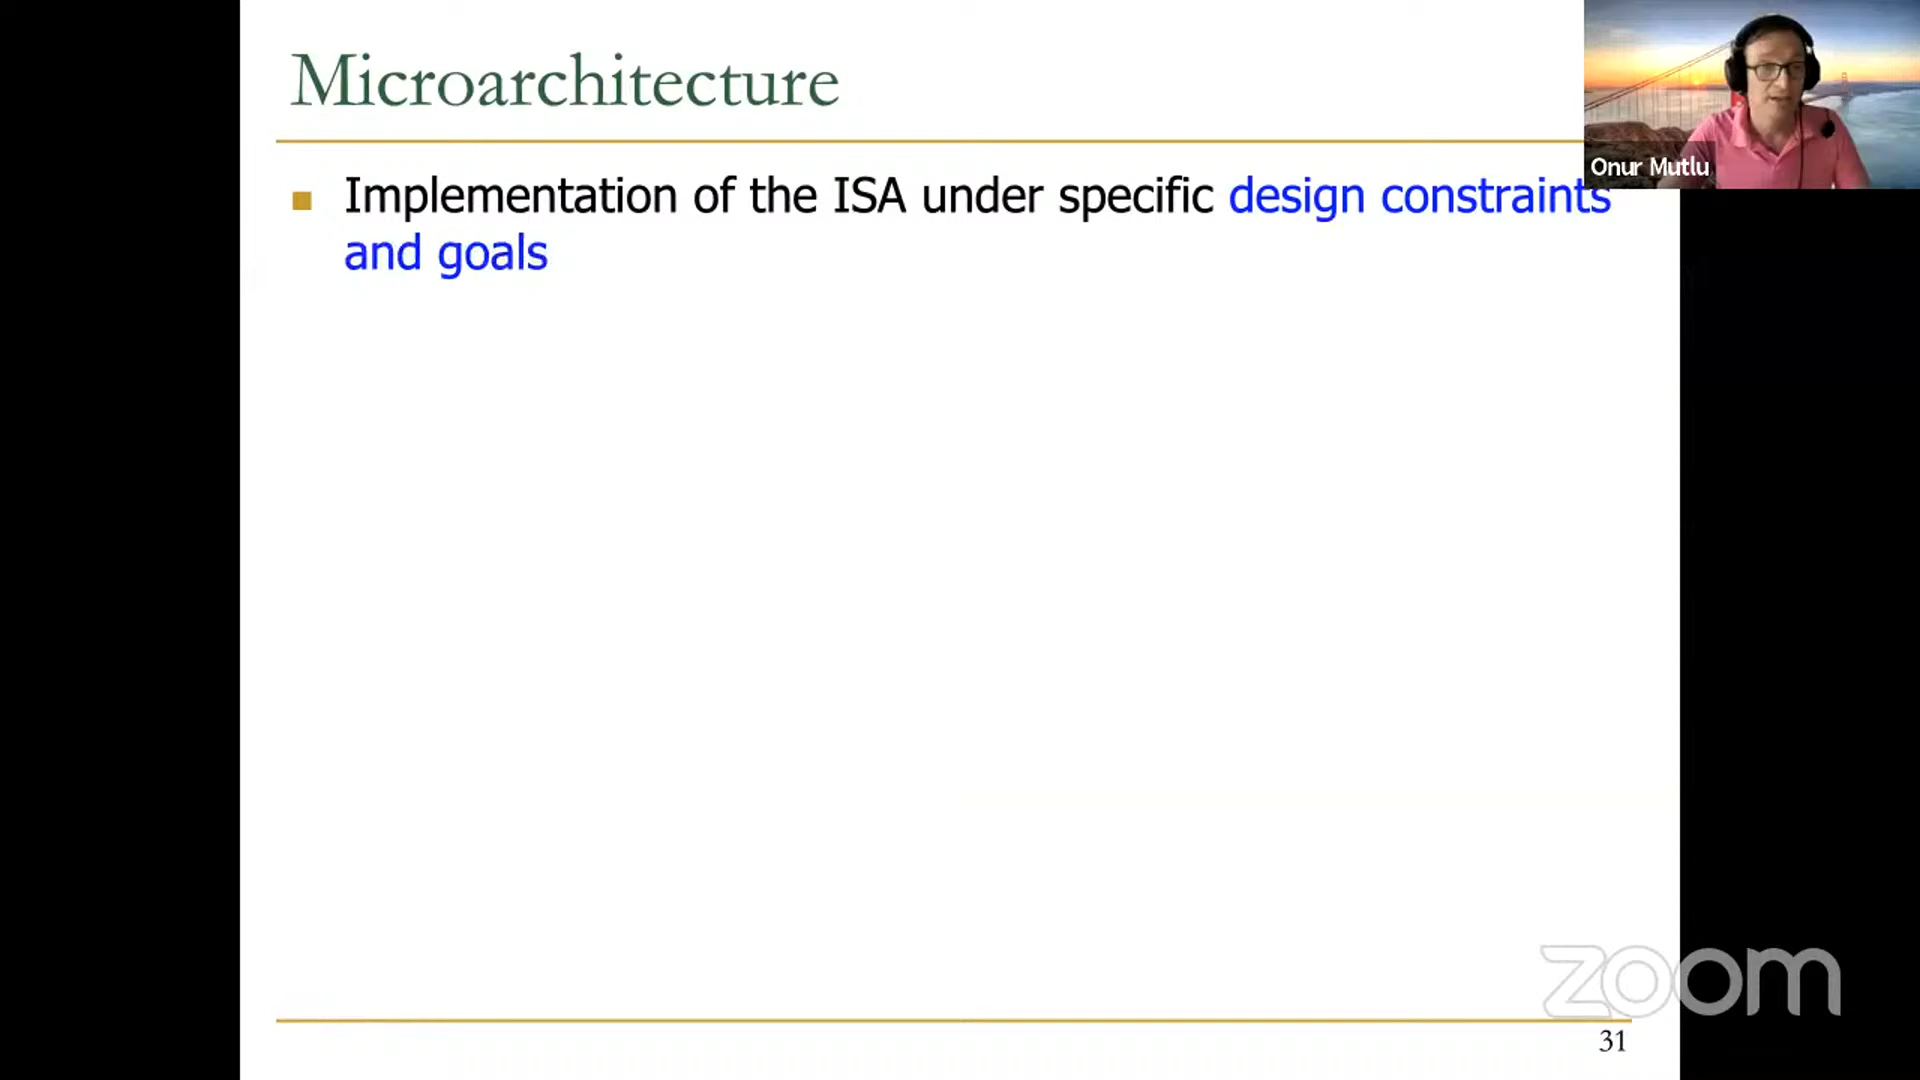 Microarchitecture
Implementation of the ISA under specific design constraints
and goals
Onur Mutlu
zoom
31